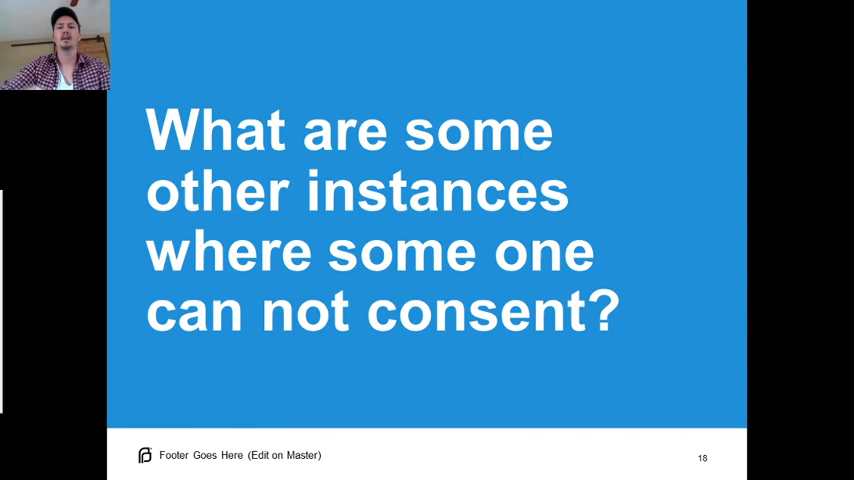 What are some
other instances
where some one
can not consent?
Footer Goes Here (Edit on Master)
18